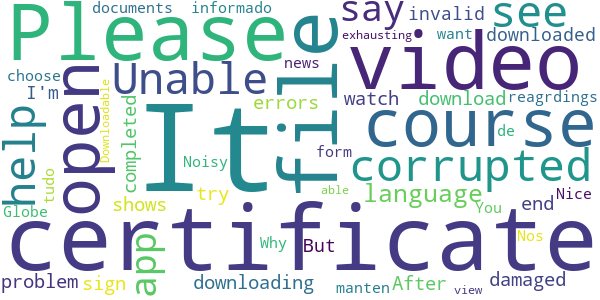 documents informado
Please say invalid see
exhausting want downloaded
choose news
I'm Unable file video
open watch download reagrdings
Downloadable errors
help completed It course de
tudo Noisy form corrupted
Globe shows try able language You end Nice
app Why But Nos
certificate
problem sign downloading manten After view damaged